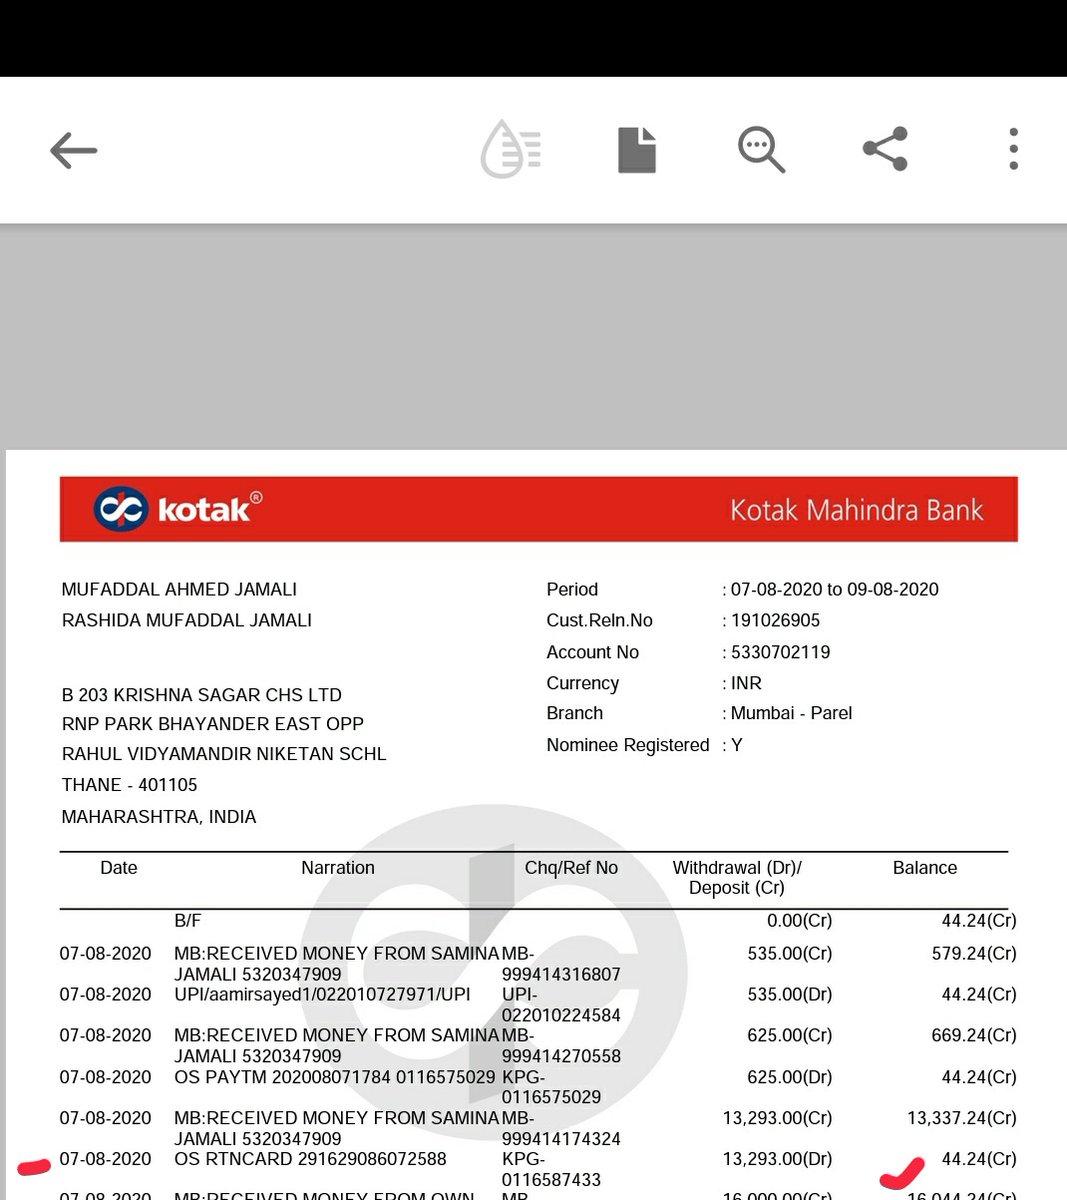 kotak®
Kotak Mahindra Bank
MUFADDAL AHMED JAMALI
RASHIDA MUFADDAL JAMALI
B 203 KRISHNA SAGAR CHS LTD
RNP PARK BHAYANDER EAST OPP
RAHUL VIDYAMANDIR NIKETAN SCHL
THANE - 401105
MAHARASHTRA, INDIA
Period : 07-08-2020 to 09-08-2020
Cust.Reln.No : 191026905
Account No : 5330702119
Currency : INR
Branch : Mumbai - Parel
Nominee Registered : Y
Date Narration Chq/Ref No Withdrawal (Dr)/ Balance
Deposit (Cr)
B/F 0.00(Cr) 44.24(Cr)
07-08-2020 MB:RECEIVED MONEY FROM SAMINA MB- 535.00(Cr) 579.24(Cr)
JAMALI 5320347909 999414316807
07-08-2020 UPI/aamirsayed1/022010727971/UPI UPI- 535.00(Dr) 44.24(Cr)
022010224584
07-08-2020 MB:RECEIVED MONEY FROM SAMINA MB- 625.00(Cr) 669.24(Cr)
JAMALI 5320347909 999414270558
07-08-2020 OS PAYTM 202008071784 0116575029 KPG- 625.00(Dr) 44.24(Cr)
0116575029
07-08-2020 MB:RECEIVED MONEY FROM SAMINA MB- 13,293.00(Cr) 13,337.24(Cr)
JAMALI 5320347909 999414174324
07-08-2020 OS RTNCARD 291629086072588 KPG- 13,293.00(Dr) 44.24(Cr)
0116587433
07-08-2020 MB:RECEIVED MONEY FROM OWN MB- 16,000.00(Cr) 16,044.24(Cr)